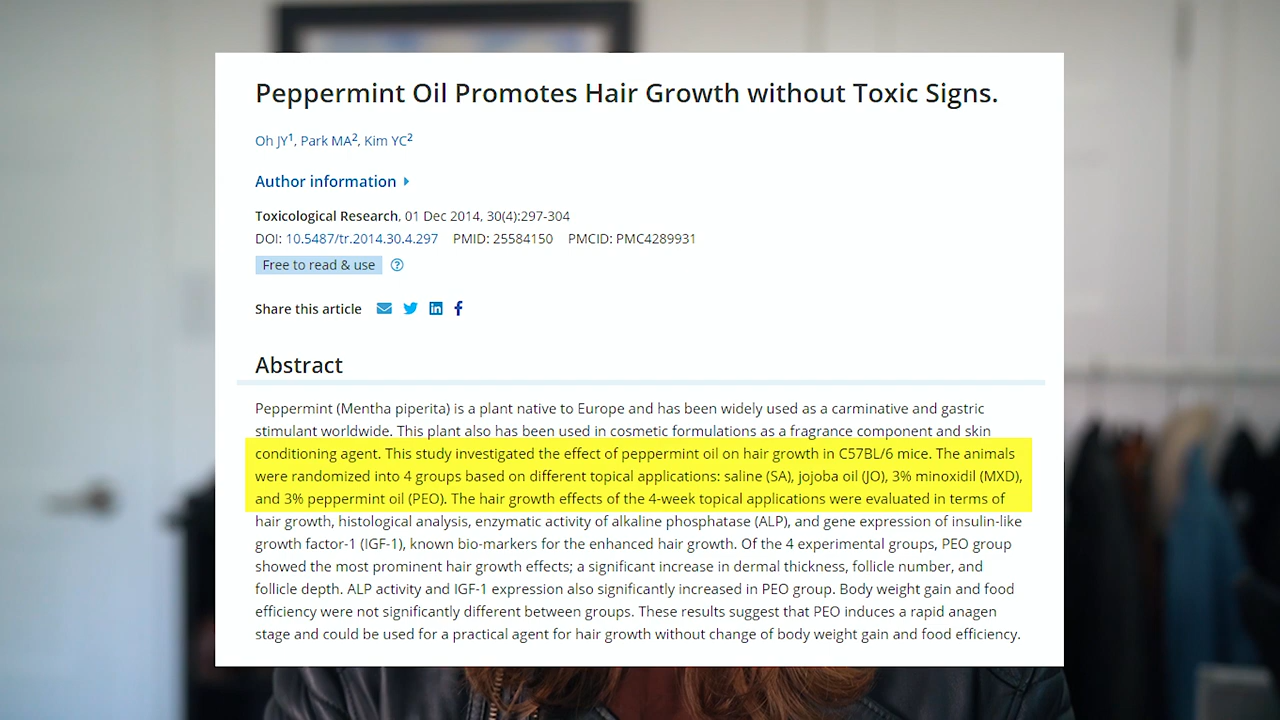 Peppermint Oil Promotes Hair Growth without Toxic Signs.
Oh JY1, Park MA2, Kim YC2
Author information
Toxicological Research, 01 Dec 2014, 30(4):297-304
DOI: 10.5487/tr.2014.30.4.297 PMID: 25584150 PMCID: PMC4289931
Free to read & use ?
Share this article
Abstract
Peppermint (Mentha piperita) is a plant native to Europe and has been widely used as a carminative and gastric
stimulant worldwide. This plant also has been used in cosmetic formulations as a fragrance component and skin
conditioning agent. This study investigated the effect of peppermint oil on hair growth in C57BL/6 mice. The animals
were randomized into 4 groups based on different topical applications: saline (SA), jojoba oil (JO), 3% minoxidil (MXD),
and 3% peppermint oil (PEO). The hair growth effects of the 4-week topical applications were evaluated in terms of
hair growth, histological analysis, enzymatic activity of alkaline phosphatase (ALP), and gene expression of insulin-like
growth factor-1 (IGF-1), known bio-markers for the enhanced hair growth. Of the 4 experimental groups, PEO group
showed the most prominent hair growth effects; a significant increase in dermal thickness, follicle number, and
follicle depth. ALP activity and IGF-1 expression also significantly increased in PEO group. Body weight gain and food
efficiency were not significantly different between groups. These results suggest that PEO induces a rapid anagen
stage and could be used for a practical agent for hair growth without change of body weight gain and food efficiency.